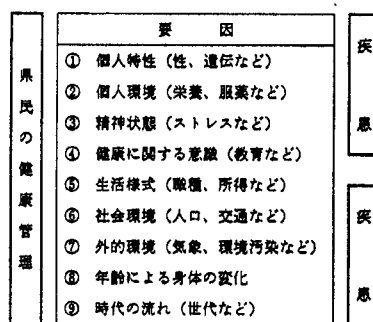 県民の健康管理
要因
① 個人特性（性、遺伝など）
② 個人環境（栄養、服薬など）
③ 精神状態（ストレスなど）
④ 健康に関する意識（教育など）
⑤ 生活様式（職種、所得など）
⑥ 社会環境（人口、交通など）
⑦ 外的環境（気象、環境汚染など）
⑧ 年齢による身体の変化
⑨ 時代の流れ（世代など）
疾患
疾患